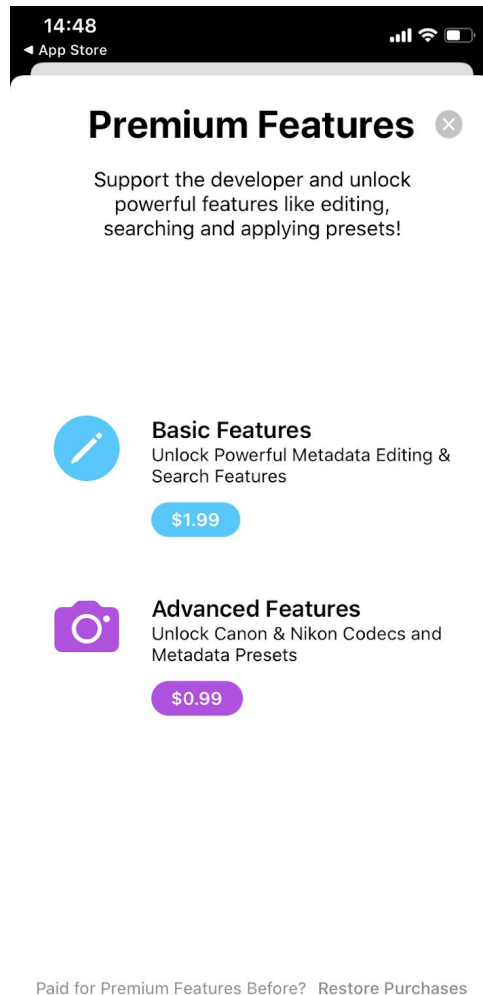 14:48
◀ App Store
Premium Features
Support the developer and unlock
powerful features like editing,
searching and applying presets!
Basic Features
Unlock Powerful Metadata Editing &
Search Features
$1.99
Advanced Features
Unlock Canon & Nikon Codecs and
Metadata Presets
$0.99
Paid for Premium Features Before? Restore Purchases